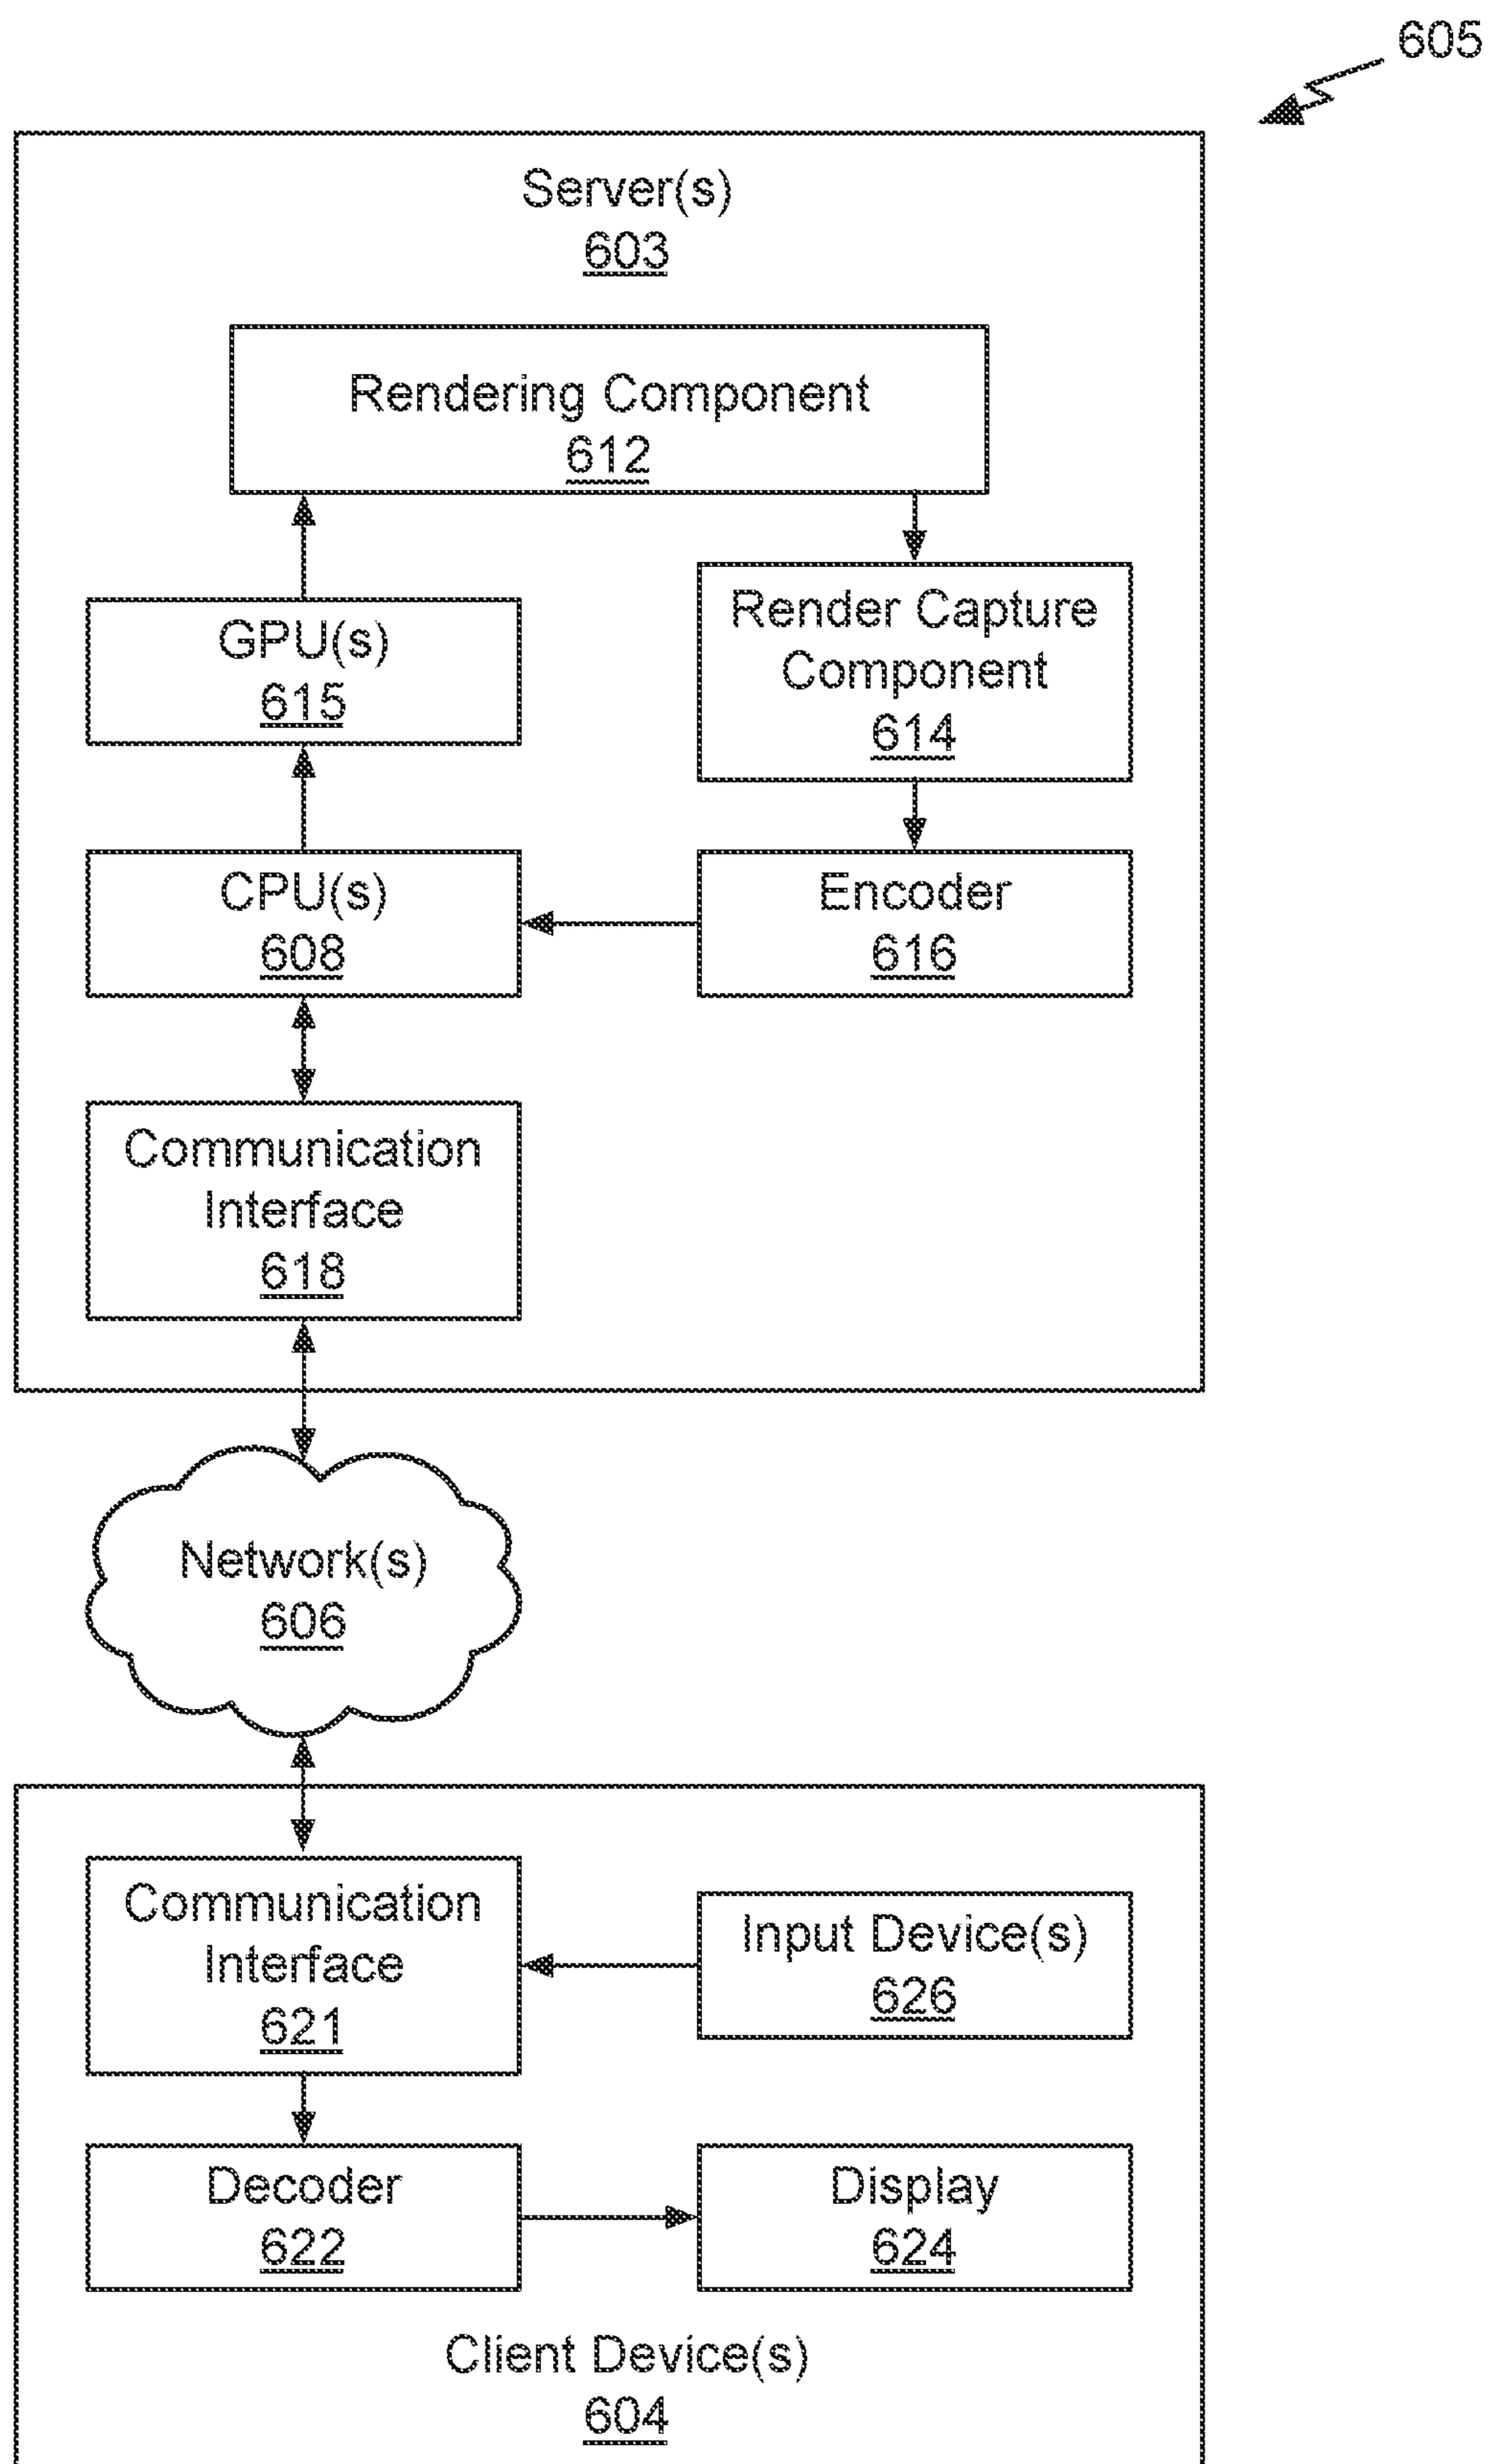 605
Server(s)
603
Rendering Component
612
GPU(s)
615
Render Capture
Component
614
CPU(s)
608
Encoder
616
Communication
Interface
618
Network(s)
606
Communication
Interface
621
Input Device(s)
626
Decoder
622
Display
624
Client Device(s)
604